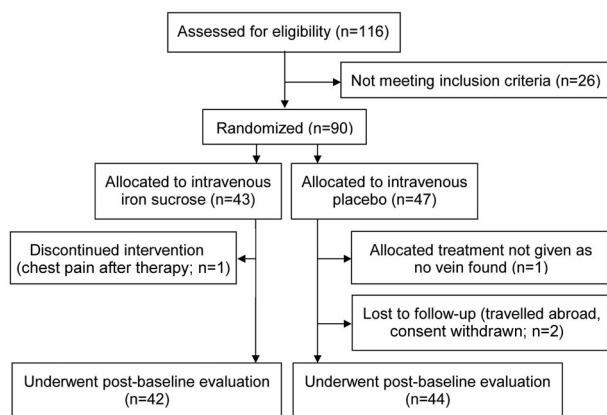 Assessed for eligibility (n=116)
Not meeting inclusion criteria (n=26)
Randomized (n=90)
Allocated to intravenous
iron sucrose (n=43)
Allocated to intravenous
placebo (n=47)
Discontinued intervention
(chest pain after therapy; n=1)
Allocated treatment not given as
no vein found (n=1)
Lost to follow-up (travelled abroad,
consent withdrawn; n=2)
Underwent post-baseline evaluation
(n=42)
Underwent post-baseline evaluation
(n=44)